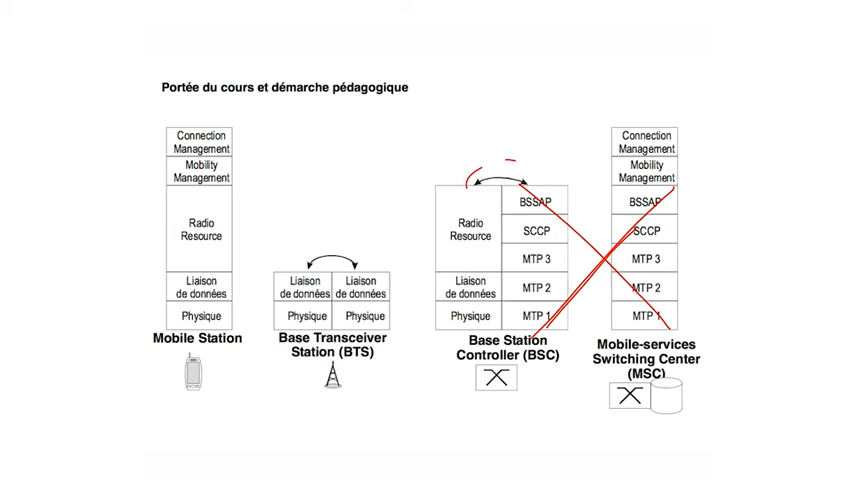 Portée du cours et démarche pédagogique
Connection
Management
Mobility
Management
Radio
Resource
Liaison
de données
Physique
Mobile Station
Liaison
de données
Physique
Liaison
de données
Physique
Base Transceiver
Station (BTS)
Radio
Resource
Liaison
de données
Physique
BSSAP
SCCP
MTP 3
MTP 2
MTP 1
Base Station
Controller (BSC)
Connection
Management
Mobility
Management
BSSAP
SCCP
MTP 3
MTP 2
MTP 1
Mobile-services
Switching Center
(MSC)